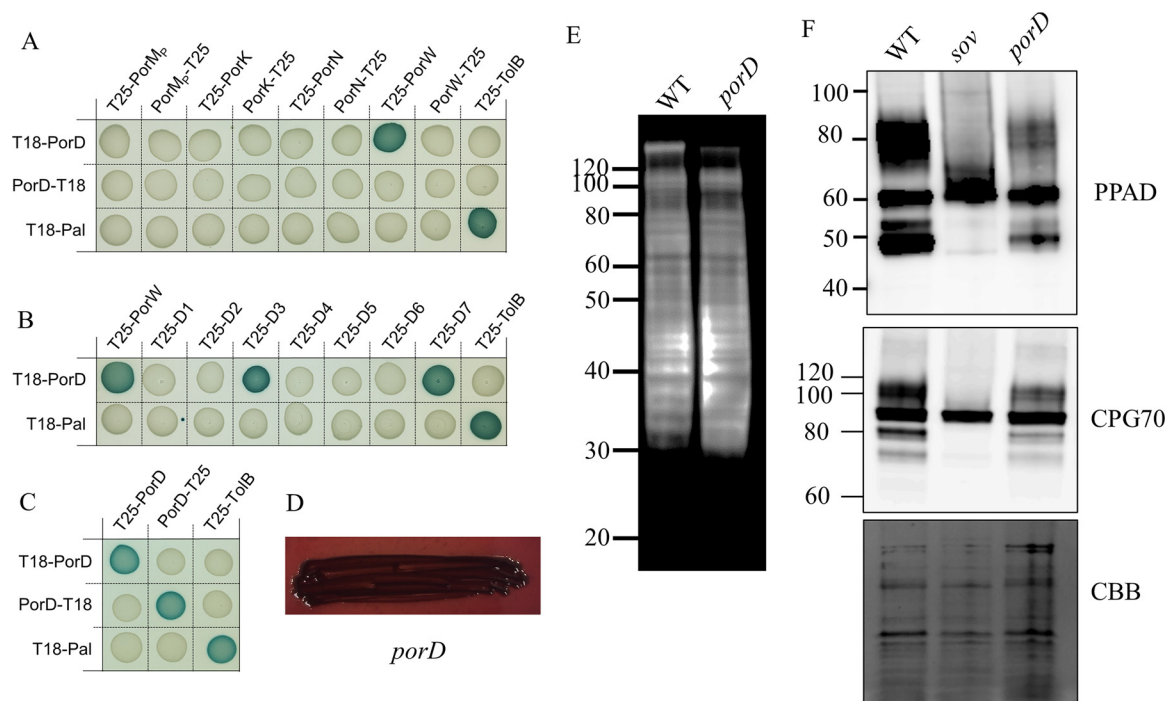 A
T25-PorMP PorMP-T25 T25-PorK PorK-T25 T25-PorN PorN-T25 T25-PorW PorW-T25 T25-TolB
T18-PorD
PorD-T18
T18-Pal
B
T25-PorW T25-D1 T25-D2 T25-D3 T25-D4 T25-D5 T25-D6 T25-D7 T25-TolB
T18-PorD
T18-Pal
C
T25-PorD PorD-T25 T25-TolB
T18-PorD
PorD-T18
T18-Pal
D
porD
E
WT porD
120
100
80
60
50
40
30
20
F
WT sov porD
100
80
60
50
40
PPAD
120
100
80
60
CPG70
CBB